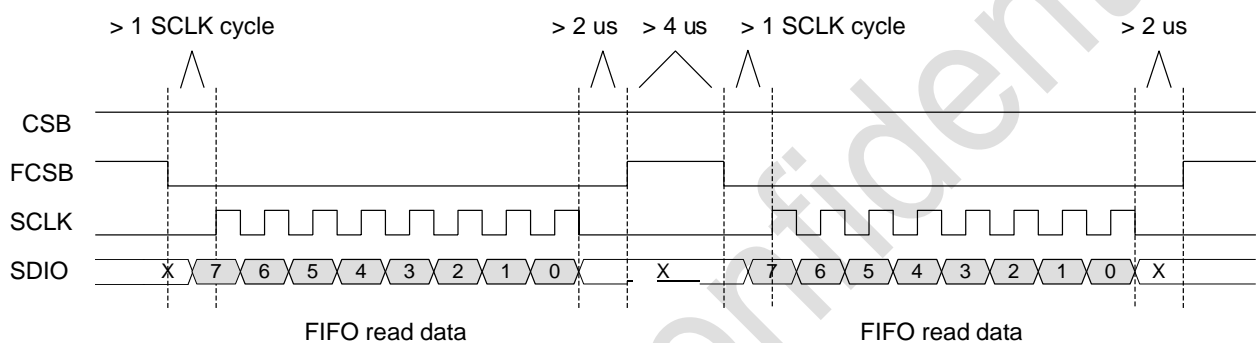 > 1 SCLK cycle > 2 us > 4 us > 1 SCLK cycle > 2 us
CSB
FCSB
SCLK
SDIO X 7 6 5 4 3 2 1 0 X 7 6 5 4 3 2 1 0 X
FIFO read data FIFO read data